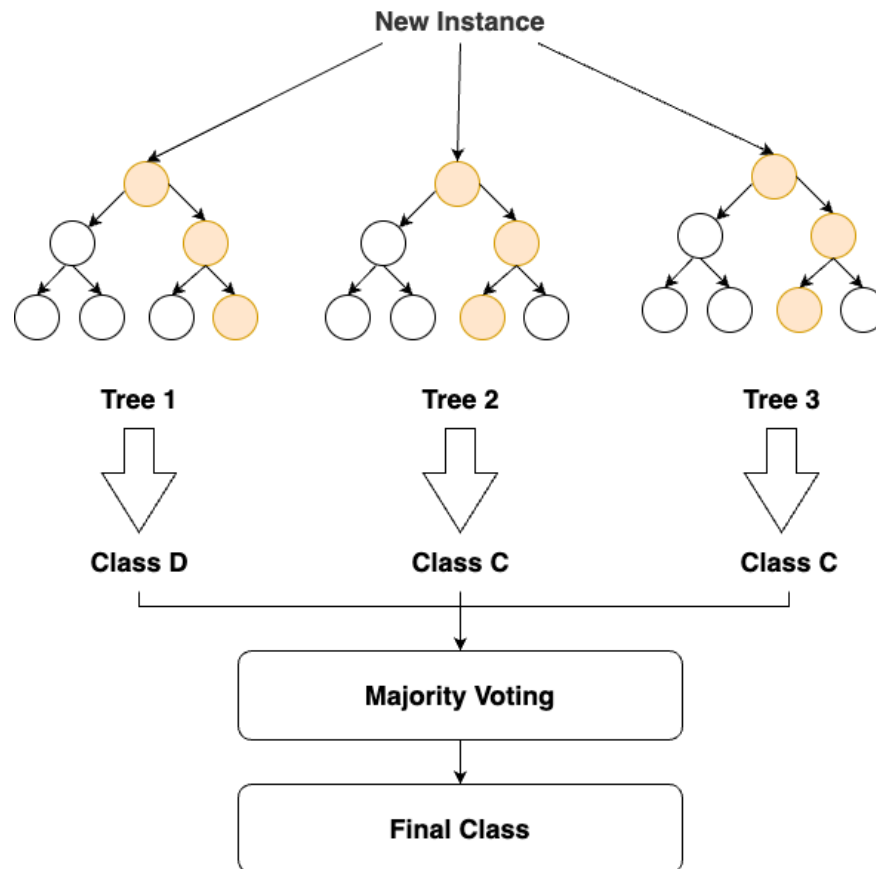 New Instance
Tree 1
Tree 2
Tree 3
Class D
Class C
Class C
Majority Voting
Final Class